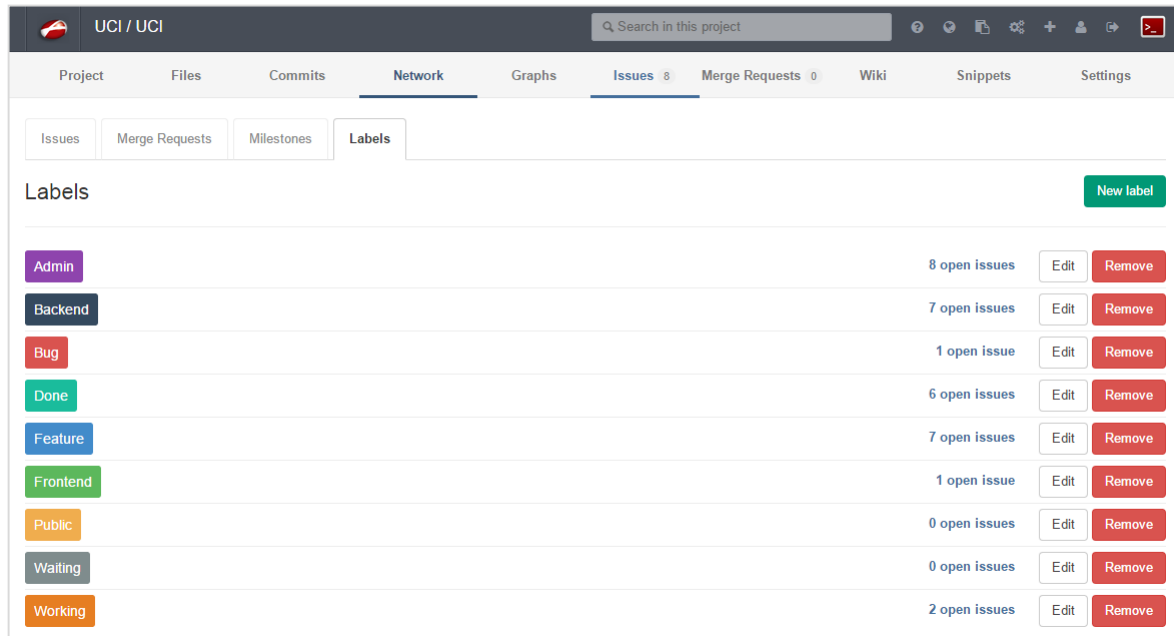 UCI / UCI Search in this project >_
Project Files Commits Network Graphs Issues 8 Merge Requests 0 Wiki Snippets Settings
Issues Merge Requests Milestones Labels
Labels New label
Admin 8 open issues Edit Remove
Backend 7 open issues Edit Remove
Bug 1 open issue Edit Remove
Done 6 open issues Edit Remove
Feature 7 open issues Edit Remove
Frontend 1 open issue Edit Remove
Public 0 open issues Edit Remove
Waiting 0 open issues Edit Remove
Working 2 open issues Edit Remove